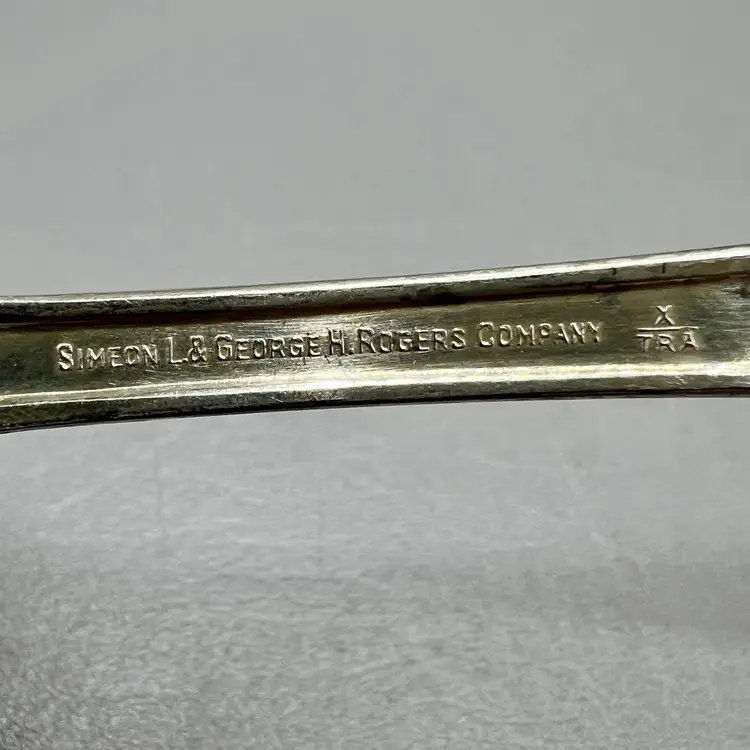 SIMEON L. & GEORGE H. ROGERS COMPANY
X
TRA